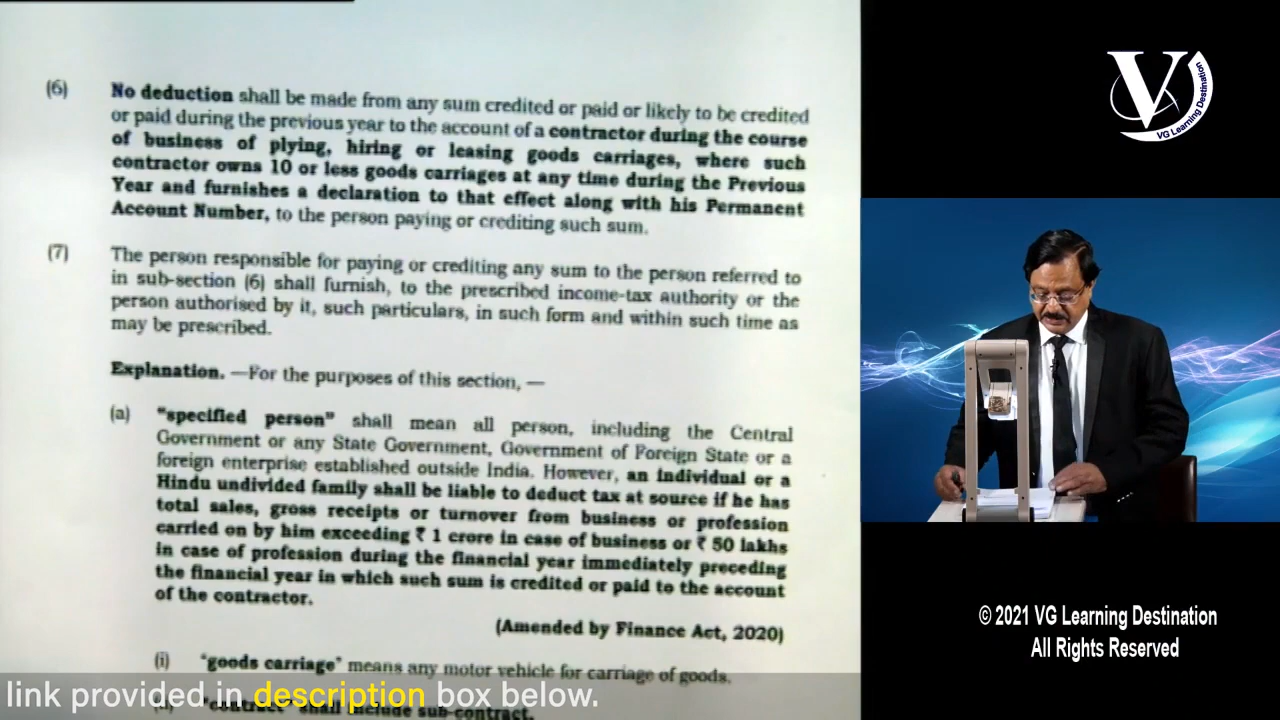 (6) No deduction shall be made from any sum credited or paid or likely to be credited
or paid during the previous year to the account of a contractor during the course
of business of plying, hiring or leasing goods carriages, where such
contractor owns 10 or less goods carriages at any time during the Previous
Year and furnishes a declaration to that effect along with his Permanent
Account Number, to the person paying or crediting such sum.
(7) The person responsible for paying or crediting any sum to the person referred to
in sub-section (6) shall furnish, to the prescribed income-tax authority or the
person authorised by it, such particulars, in such form and within such time as
may be prescribed.
Explanation. —For the purposes of this section, —
(a) "specified person" shall mean all person, including the Central
Government or any State Government, Government of Foreign State or a
foreign enterprise established outside India. However, an individual or a
Hindu undivided family shall be liable to deduct tax at source if he has
total sales, gross receipts or turnover from business or profession
carried on by him exceeding ₹ 1 crore in case of business or ₹ 50 lakhs
in case of profession during the financial year immediately preceding
the financial year in which such sum is credited or paid to the account
of the contractor.
(Amended by Finance Act, 2020)
(i) "goods carriage" means any motor vehicle for carriage of goods.
"contract" shall include sub-contract.
link provided in description box below.
V
VG Learning Destination
© 2021 VG Learning Destination
All Rights Reserved